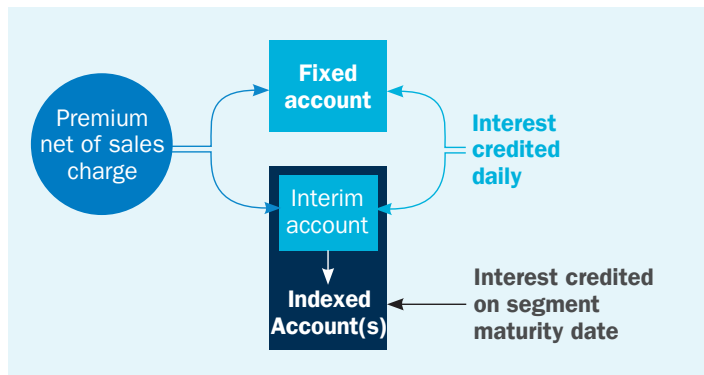 Premium
net of sales
charge
Fixed
account
Interest
credited
daily
Interim
account
Indexed
Account(s)
Interest credited
on segment
maturity date